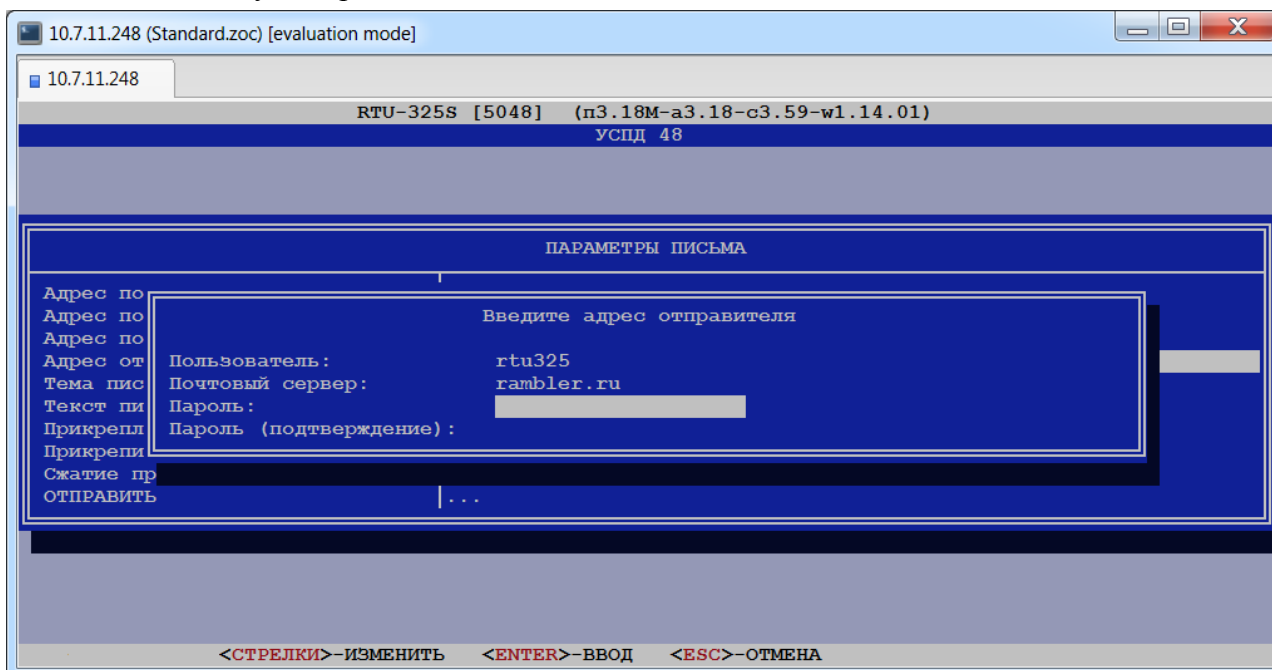 10.7.11.248 (Standard.zoc) [evaluation mode]
10.7.11.248
RTU-325S [5048] (п3.18М-а3.18-с3.59-w1.14.01)
УСПД 48
ПАРАМЕТРЫ ПИСЬМА
Адрес по
Адрес по
Введите адрес отправителя
Адрес по
Адрес от
Пользователь: rtu325
Тема пис
Почтовый сервер: rambler.ru
Текст пи
Пароль:
Прикрепл
Пароль (подтверждение):
Прикрепи
Сжатие пр
ОТПРАВИТЬ ...
<СТРЕЛКИ>-ИЗМЕНИТЬ <ENTER>-ВВОД <ESC>-ОТМЕНА